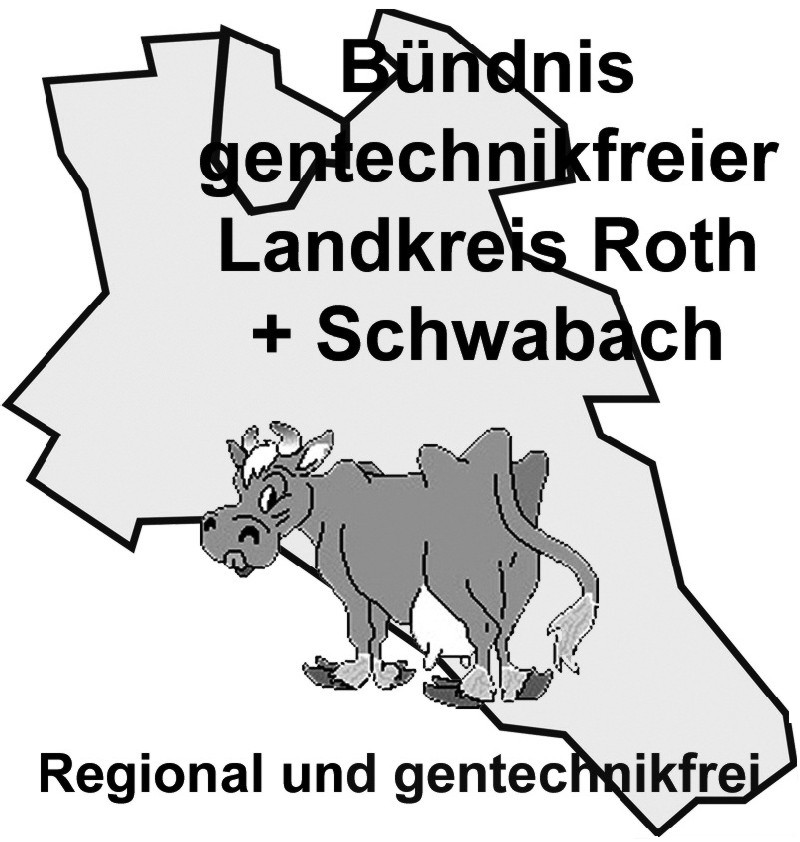 Bündnis
gentechnikfreier
Landkreis Roth
+ Schwabach
Regional und gentechnikfrei